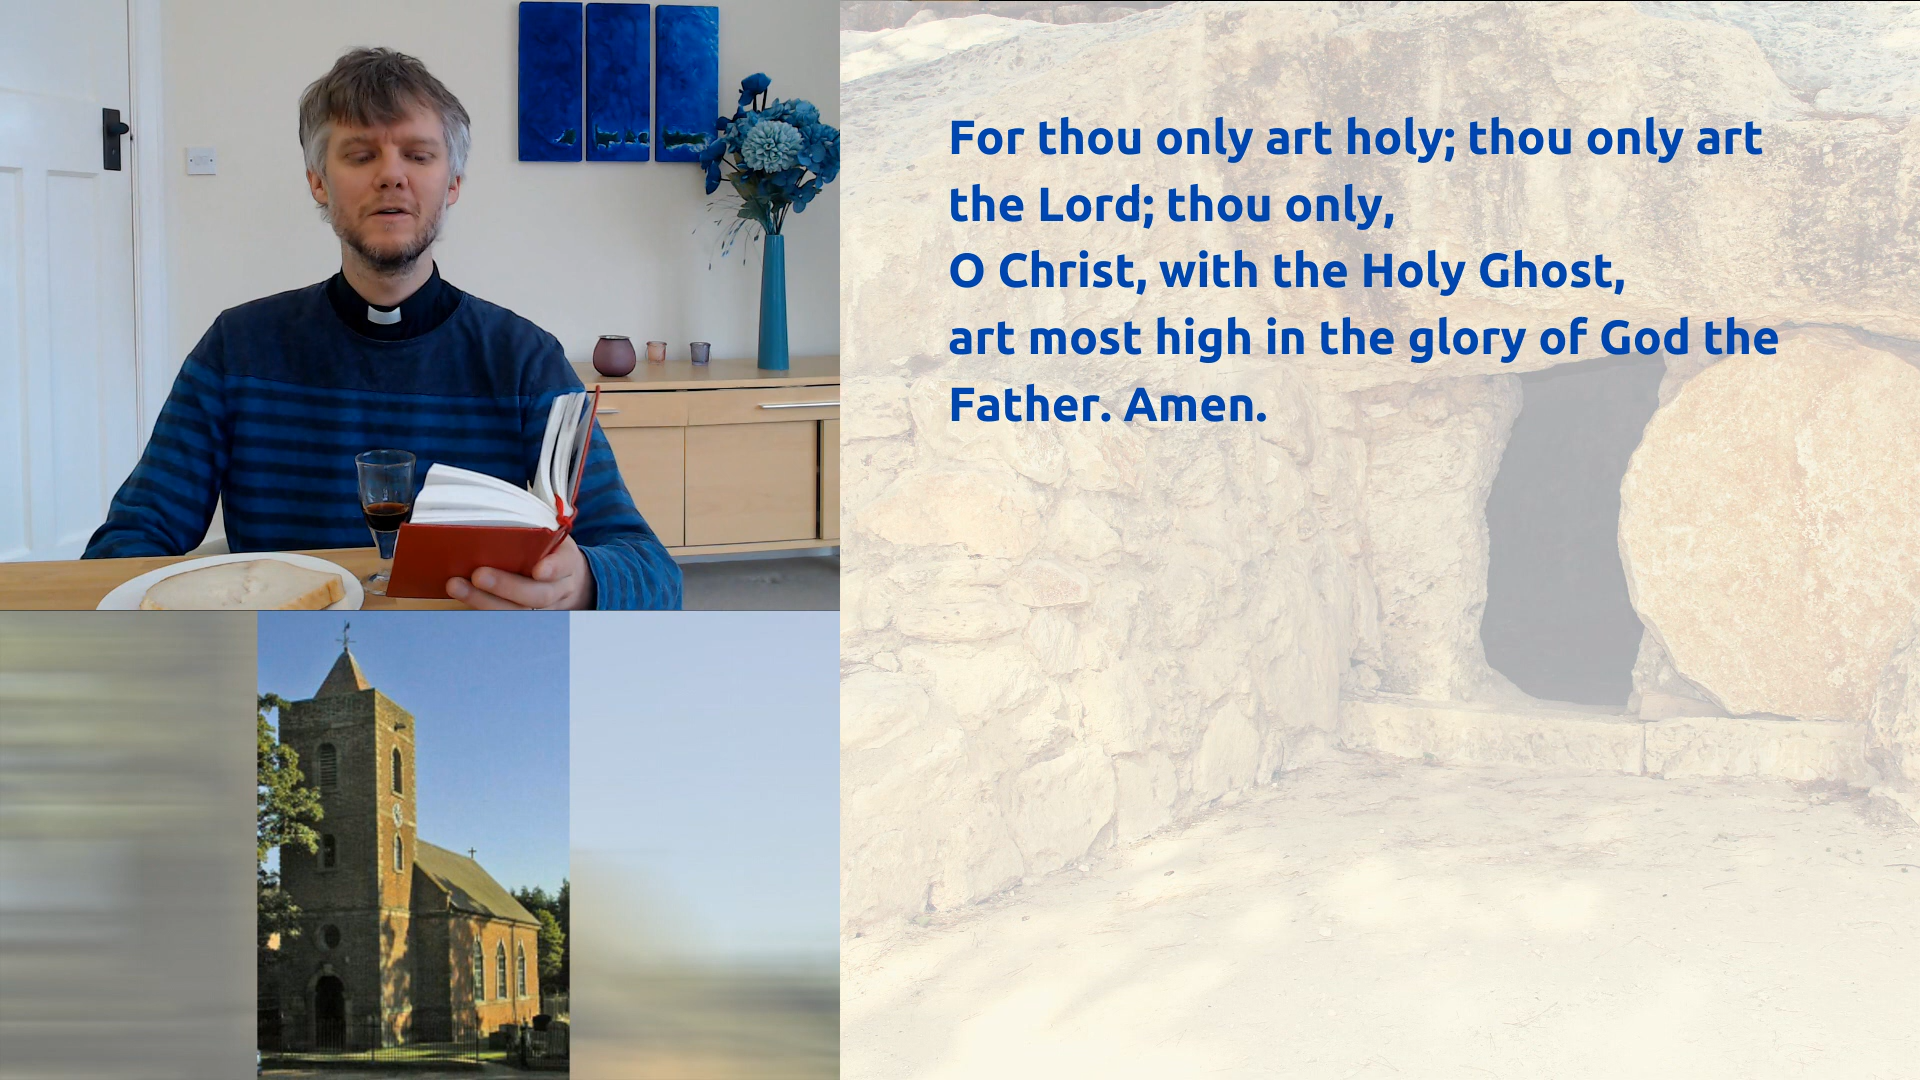 For thou only art holy; thou only art
the Lord; thou only,
O Christ, with the Holy Ghost,
art most high in the glory of God the
Father. Amen.